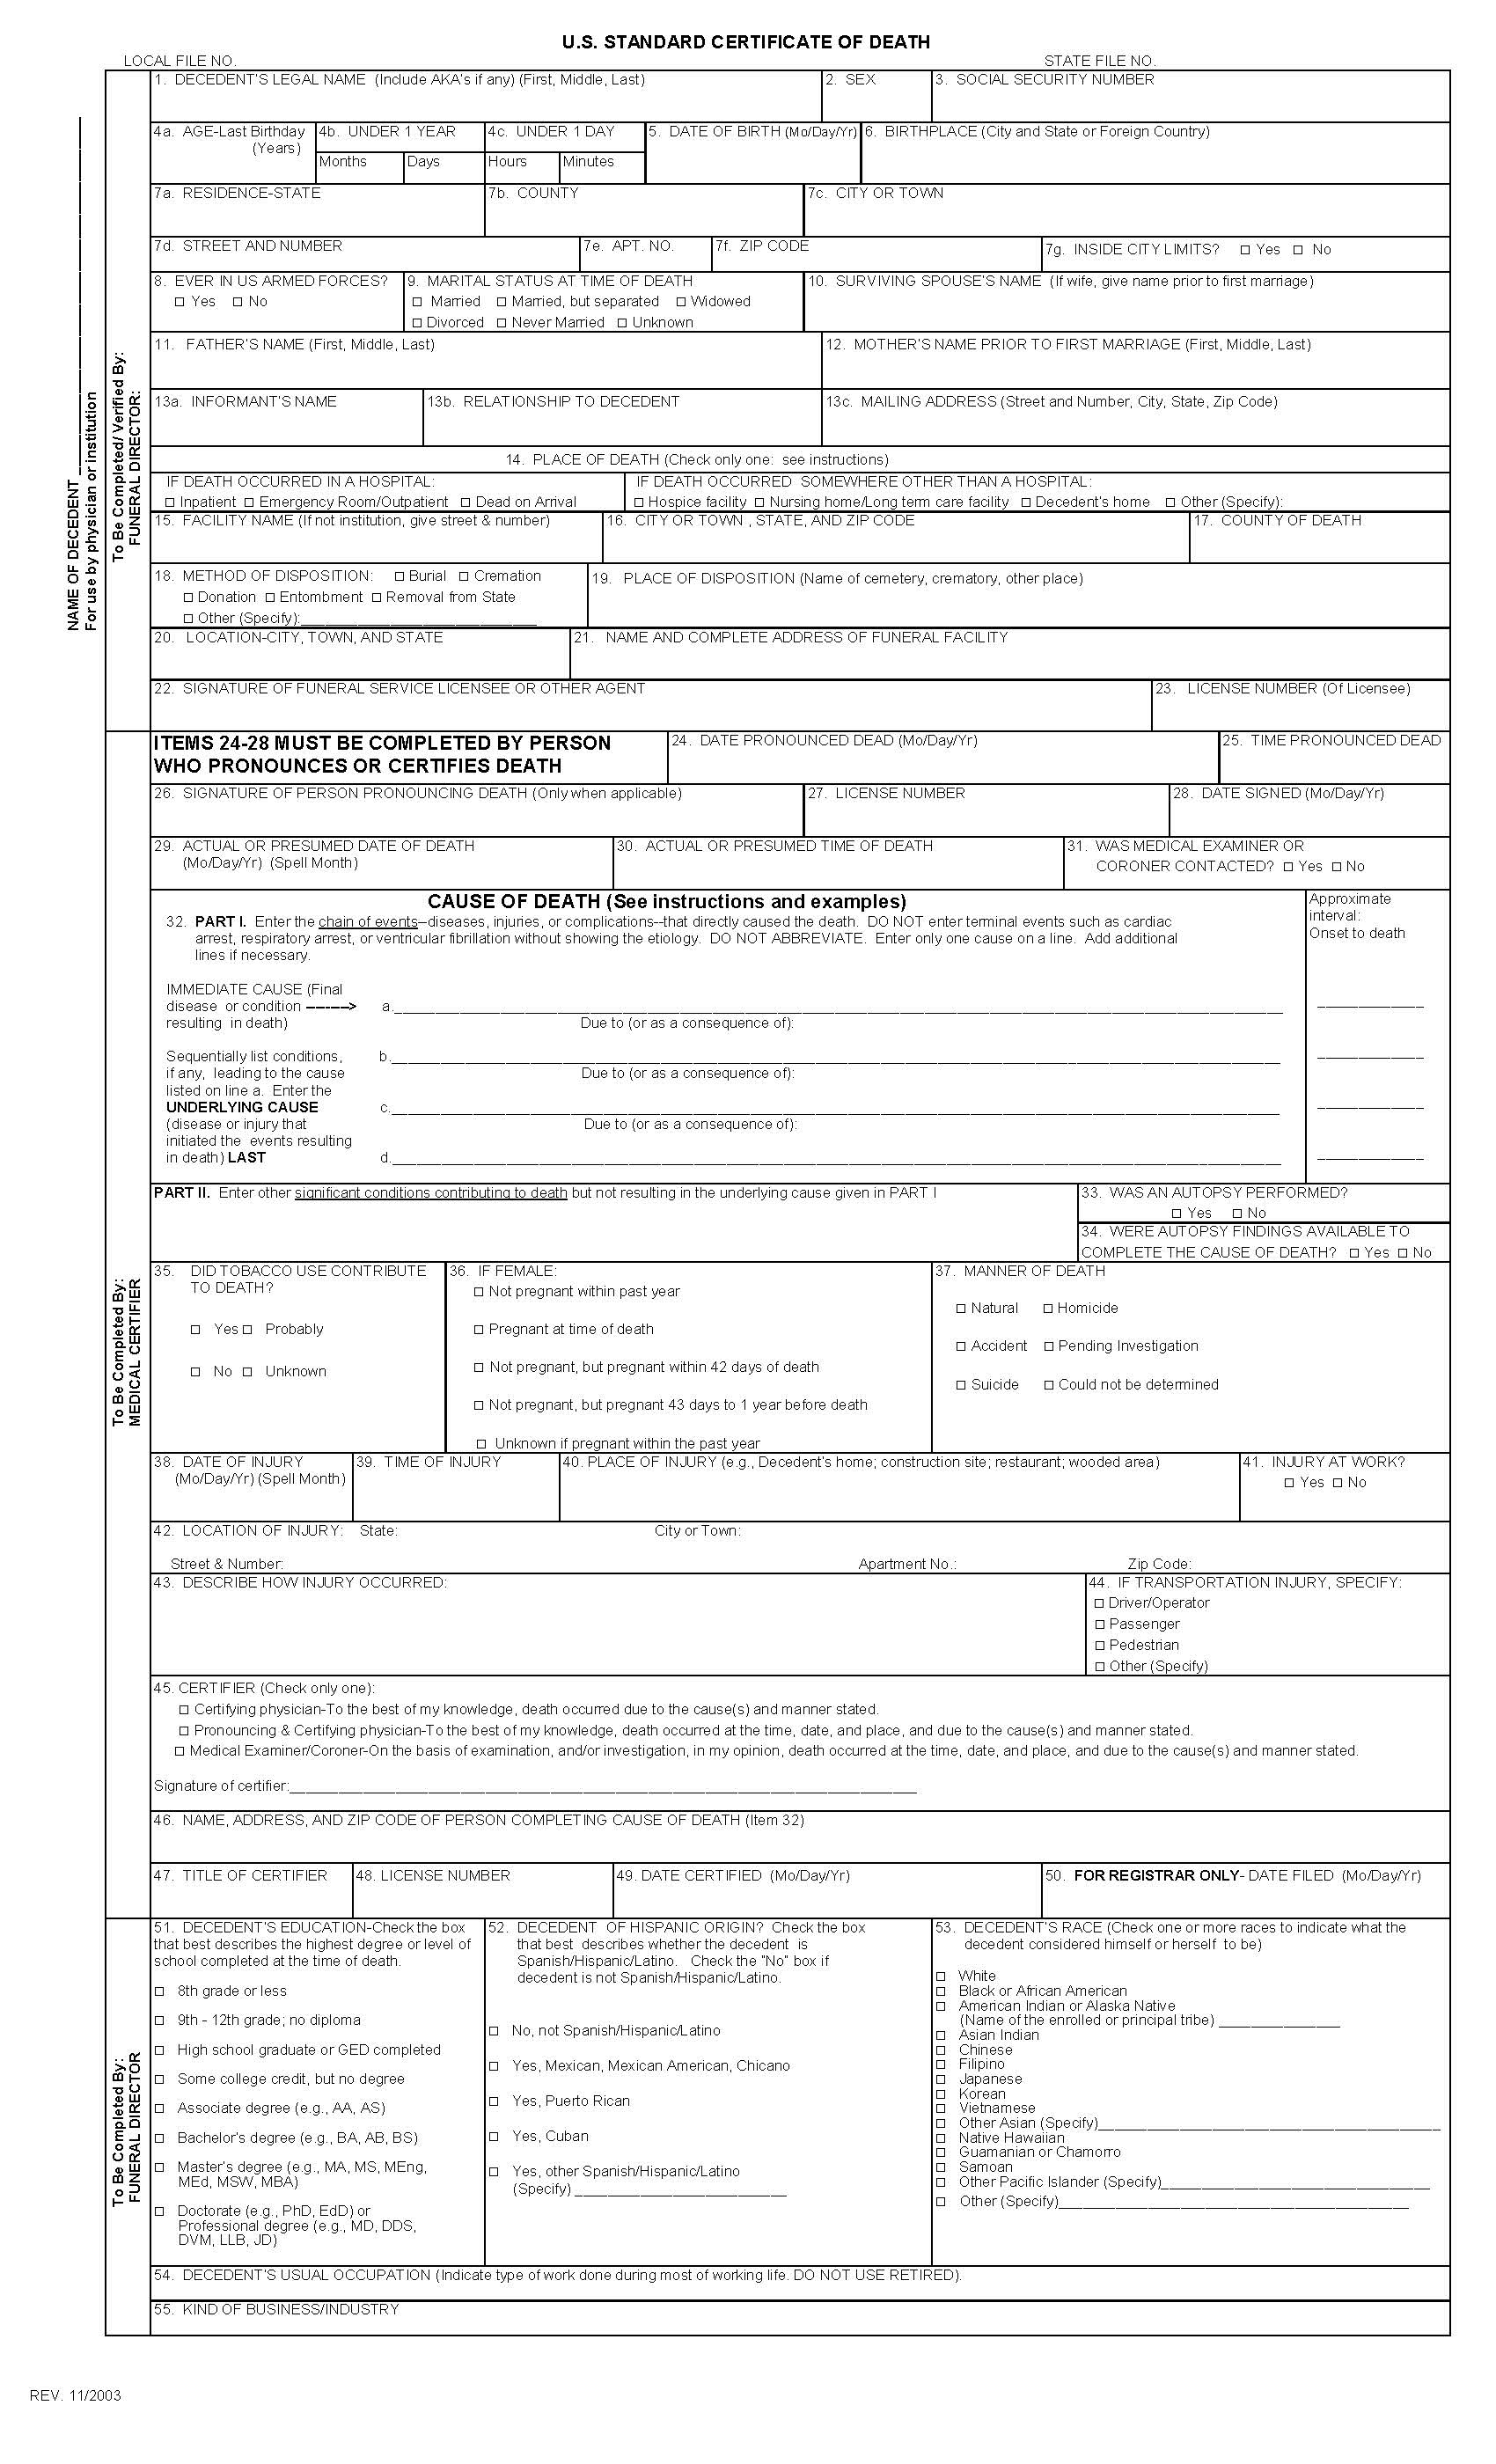 U.S. STANDARD CERTIFICATE OF DEATH
LOCAL FILE NO. STATE FILE NO.
NAME OF DECEDENT ____________________
For use by physician or institution
To Be Completed/ Verified By:
FUNERAL DIRECTOR:
1. DECEDENT'S LEGAL NAME (Include AKA's if any) (First, Middle, Last) 2. SEX 3. SOCIAL SECURITY NUMBER
4a. AGE-Last Birthday 4b. UNDER 1 YEAR 4c. UNDER 1 DAY 5. DATE OF BIRTH (Mo/Day/Yr) 6. BIRTHPLACE (City and State or Foreign Country)
(Years)
Months Days Hours Minutes
7a. RESIDENCE-STATE 7b. COUNTY 7c. CITY OR TOWN
7d. STREET AND NUMBER 7e. APT. NO. 7f. ZIP CODE 7g. INSIDE CITY LIMITS? □ Yes □ No
8. EVER IN US ARMED FORCES? 9. MARITAL STATUS AT TIME OF DEATH 10. SURVIVING SPOUSE'S NAME (If wife, give name prior to first marriage)
□ Yes □ No □ Married □ Married, but separated □ Widowed
□ Divorced □ Never Married □ Unknown
11. FATHER'S NAME (First, Middle, Last) 12. MOTHER'S NAME PRIOR TO FIRST MARRIAGE (First, Middle, Last)
13a. INFORMANT'S NAME 13b. RELATIONSHIP TO DECEDENT 13c. MAILING ADDRESS (Street and Number, City, State, Zip Code)
14. PLACE OF DEATH (Check only one: see instructions)
IF DEATH OCCURRED IN A HOSPITAL: IF DEATH OCCURRED SOMEWHERE OTHER THAN A HOSPITAL:
□ Inpatient □ Emergency Room/Outpatient □ Dead on Arrival □ Hospice facility □ Nursing home/Long term care facility □ Decedent's home □ Other (Specify):
15. FACILITY NAME (If not institution, give street & number) 16. CITY OR TOWN , STATE, AND ZIP CODE 17. COUNTY OF DEATH
18. METHOD OF DISPOSITION: □ Burial □ Cremation 19. PLACE OF DISPOSITION (Name of cemetery, crematory, other place)
□ Donation □ Entombment □ Removal from State
□ Other (Specify):____________________
20. LOCATION-CITY, TOWN, AND STATE 21. NAME AND COMPLETE ADDRESS OF FUNERAL FACILITY
22. SIGNATURE OF FUNERAL SERVICE LICENSEE OR OTHER AGENT 23. LICENSE NUMBER (Of Licensee)
To Be Completed By:
MEDICAL CERTIFIER
ITEMS 24-28 MUST BE COMPLETED BY PERSON 24. DATE PRONOUNCED DEAD (Mo/Day/Yr) 25. TIME PRONOUNCED DEAD
WHO PRONOUNCES OR CERTIFIES DEATH
26. SIGNATURE OF PERSON PRONOUNCING DEATH (Only when applicable) 27. LICENSE NUMBER 28. DATE SIGNED (Mo/Day/Yr)
29. ACTUAL OR PRESUMED DATE OF DEATH 30. ACTUAL OR PRESUMED TIME OF DEATH 31. WAS MEDICAL EXAMINER OR
(Mo/Day/Yr) (Spell Month) CORONER CONTACTED? □ Yes □ No
CAUSE OF DEATH (See instructions and examples) Approximate
32. PART I. Enter the chain of events--diseases, injuries, or complications--that directly caused the death. DO NOT enter terminal events such as cardiac interval:
arrest, respiratory arrest, or ventricular fibrillation without showing the etiology. DO NOT ABBREVIATE. Enter only one cause on a line. Add additional Onset to death
lines if necessary.
IMMEDIATE CAUSE (Final
disease or condition -------> a.____________________ __________
resulting in death) Due to (or as a consequence of):
Sequentially list conditions, b.____________________ __________
if any, leading to the cause Due to (or as a consequence of):
listed on line a. Enter the
UNDERLYING CAUSE c.____________________ __________
(disease or injury that Due to (or as a consequence of):
initiated the events resulting
in death) LAST d.____________________ __________
PART II. Enter other significant conditions contributing to death but not resulting in the underlying cause given in PART I 33. WAS AN AUTOPSY PERFORMED?
□ Yes □ No
34. WERE AUTOPSY FINDINGS AVAILABLE TO
COMPLETE THE CAUSE OF DEATH? □ Yes □ No
35. DID TOBACCO USE CONTRIBUTE 36. IF FEMALE: 37. MANNER OF DEATH
TO DEATH? □ Not pregnant within past year
□ Natural □ Homicide
□ Yes □ Probably □ Pregnant at time of death
□ Accident □ Pending Investigation
□ No □ Unknown □ Not pregnant, but pregnant within 42 days of death
□ Suicide □ Could not be determined
□ Not pregnant, but pregnant 43 days to 1 year before death
□ Unknown if pregnant within the past year
38. DATE OF INJURY 39. TIME OF INJURY 40. PLACE OF INJURY (e.g., Decedent's home; construction site; restaurant; wooded area) 41. INJURY AT WORK?
(Mo/Day/Yr) (Spell Month) □ Yes □ No
42. LOCATION OF INJURY: State: City or Town:
Street & Number: Apartment No.: Zip Code:
43. DESCRIBE HOW INJURY OCCURRED: 44. IF TRANSPORTATION INJURY, SPECIFY:
□ Driver/Operator
□ Passenger
□ Pedestrian
□ Other (Specify)
45. CERTIFIER (Check only one):
□ Certifying physician-To the best of my knowledge, death occurred due to the cause(s) and manner stated.
□ Pronouncing & Certifying physician-To the best of my knowledge, death occurred at the time, date, and place, and due to the cause(s) and manner stated.
□ Medical Examiner/Coroner-On the basis of examination, and/or investigation, in my opinion, death occurred at the time, date, and place, and due to the cause(s) and manner stated.
Signature of certifier:____________________
46. NAME, ADDRESS, AND ZIP CODE OF PERSON COMPLETING CAUSE OF DEATH (Item 32)
47. TITLE OF CERTIFIER 48. LICENSE NUMBER 49. DATE CERTIFIED (Mo/Day/Yr) 50. FOR REGISTRAR ONLY- DATE FILED (Mo/Day/Yr)
To Be Completed By:
FUNERAL DIRECTOR
51. DECEDENT'S EDUCATION-Check the box
that best describes the highest degree or level of
school completed at the time of death.
□ 8th grade or less
□ 9th - 12th grade; no diploma
□ High school graduate or GED completed
□ Some college credit, but no degree
□ Associate degree (e.g., AA, AS)
□ Bachelor's degree (e.g., BA, AB, BS)
□ Master's degree (e.g., MA, MS, MEng,
MEd, MSW, MBA)
□ Doctorate (e.g., PhD, EdD) or
Professional degree (e.g., MD, DDS,
DVM, LLB, JD)
52. DECEDENT OF HISPANIC ORIGIN? Check the box
that best describes whether the decedent is
Spanish/Hispanic/Latino. Check the "No" box if
decedent is not Spanish/Hispanic/Latino.
□ No, not Spanish/Hispanic/Latino
□ Yes, Mexican, Mexican American, Chicano
□ Yes, Puerto Rican
□ Yes, Cuban
□ Yes, other Spanish/Hispanic/Latino
(Specify) ____________________
53. DECEDENT'S RACE (Check one or more races to indicate what the
decedent considered himself or herself to be)
□ White
□ Black or African American
□ American Indian or Alaska Native
(Name of the enrolled or principal tribe) _______________
□ Asian Indian
□ Chinese
□ Filipino
□ Japanese
□ Korean
□ Vietnamese
□ Other Asian (Specify)____________________
□ Native Hawaiian
□ Guamanian or Chamorro
□ Samoan
□ Other Pacific Islander (Specify)____________________
□ Other (Specify)____________________
54. DECEDENT'S USUAL OCCUPATION (Indicate type of work done during most of working life. DO NOT USE RETIRED).
55. KIND OF BUSINESS/INDUSTRY
REV. 11/2003